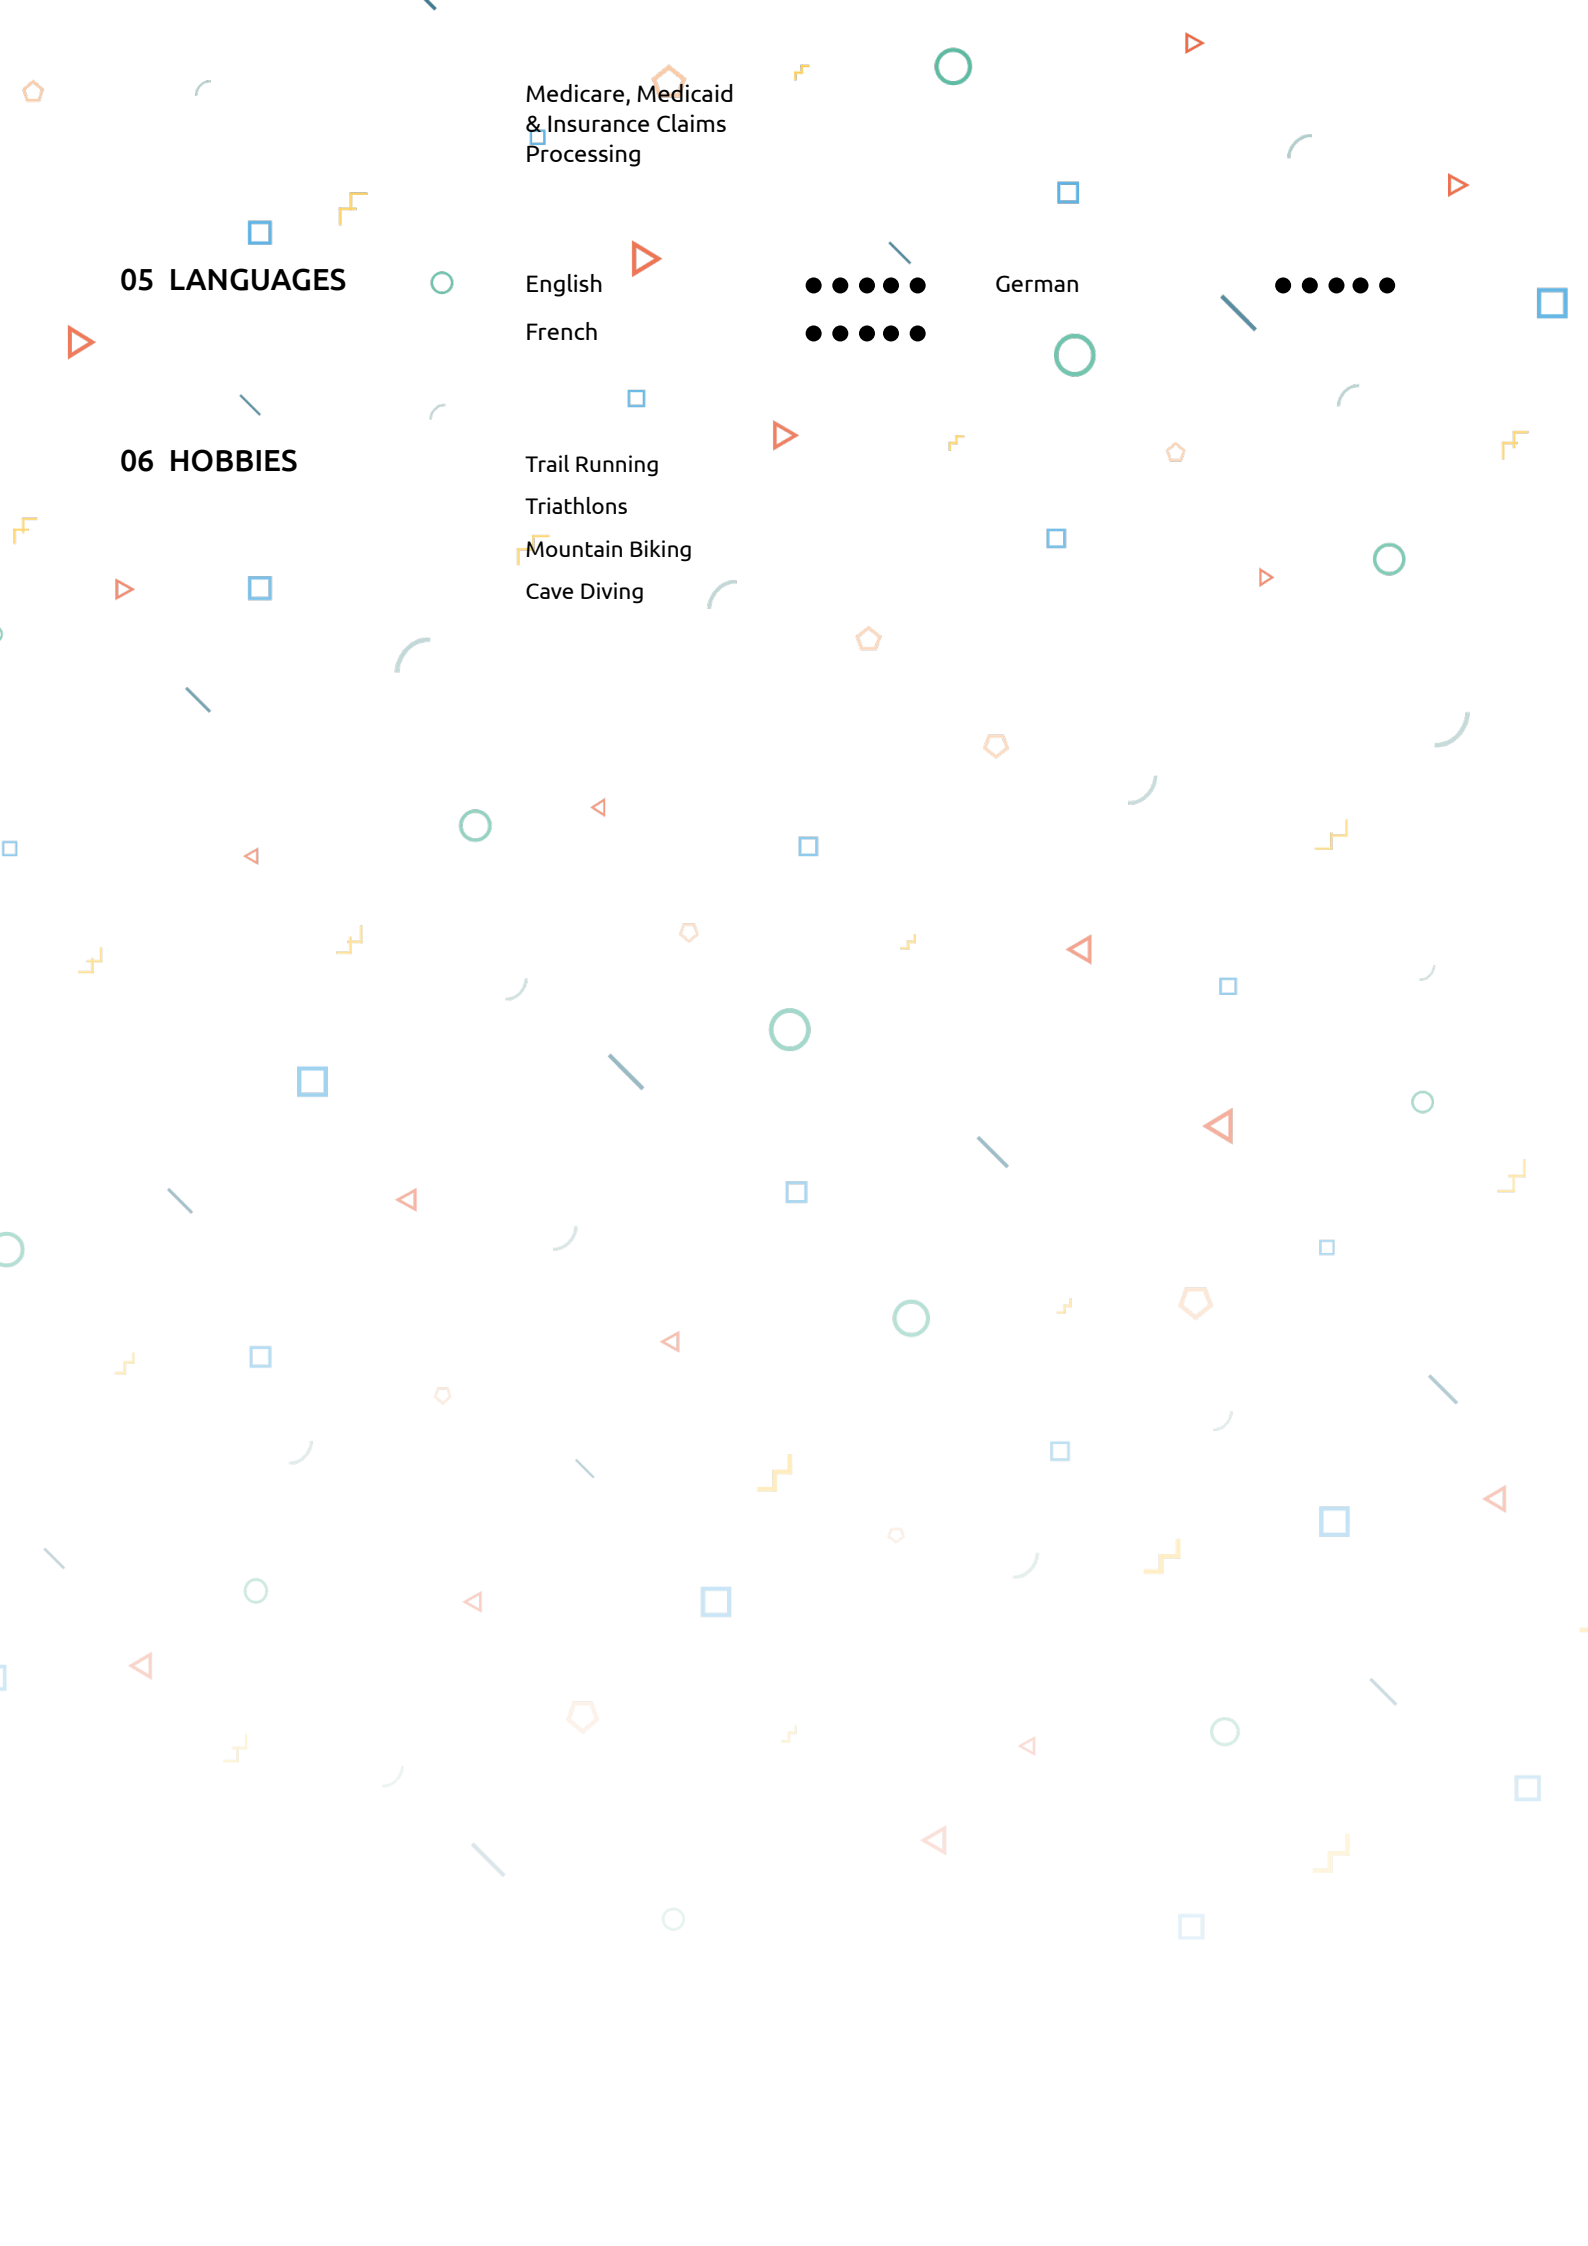 Medicare, Medicaid
& Insurance Claims
Processing
05 LANGUAGES
English
German
French
06 HOBBIES
Trail Running
Triathlons
Mountain Biking
Cave Diving